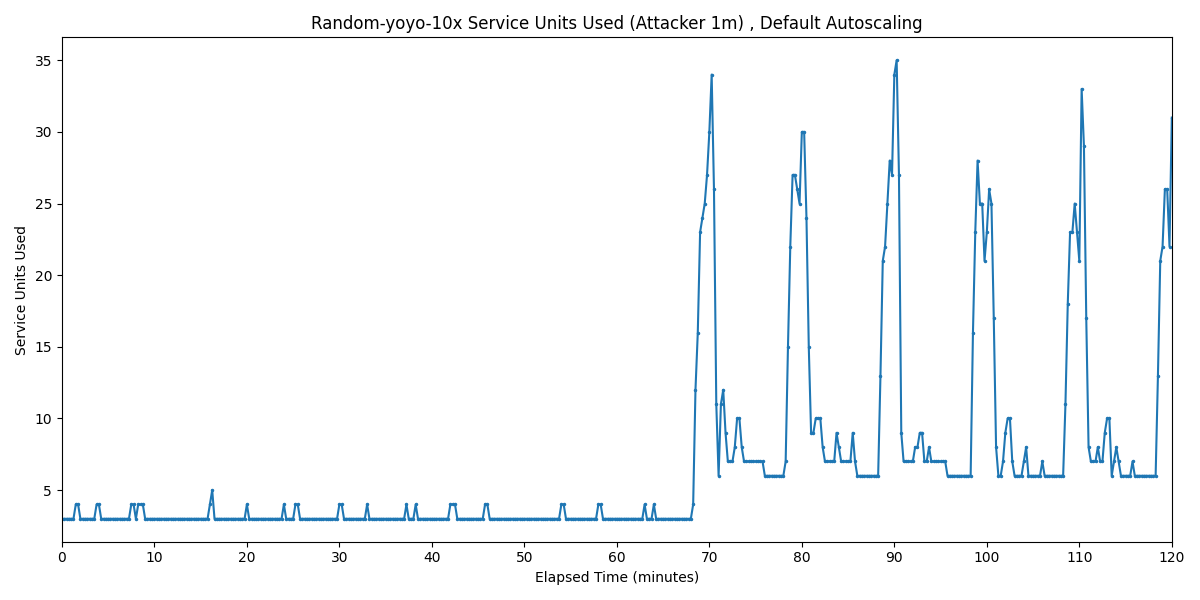 Random-yoyo-10x Service Units Used (Attacker 1m) , Default Autoscaling
35
30
25
20
15
10
5
Service Units Used
0 10 20 30 40 50 60 70 80 90 100 110 120
Elapsed Time (minutes)